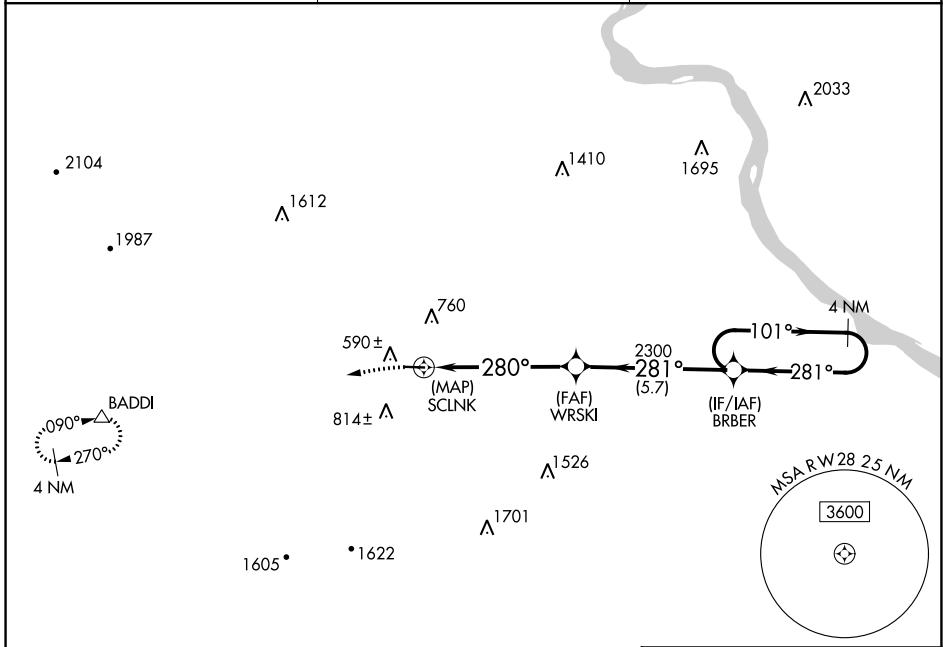 2033
2104
1410
1695
1612
1987
760
4 NM
101°
590±
2300
280°
281°
281°
(MAP)
SCLNK
(FAF)
WRSKI
(5.7)
(IF/IAF)
BRBER
BADDI
090°
814±
270°
4 NM
1526
MSA RW28 25 NM
3600
1701
1605
1622